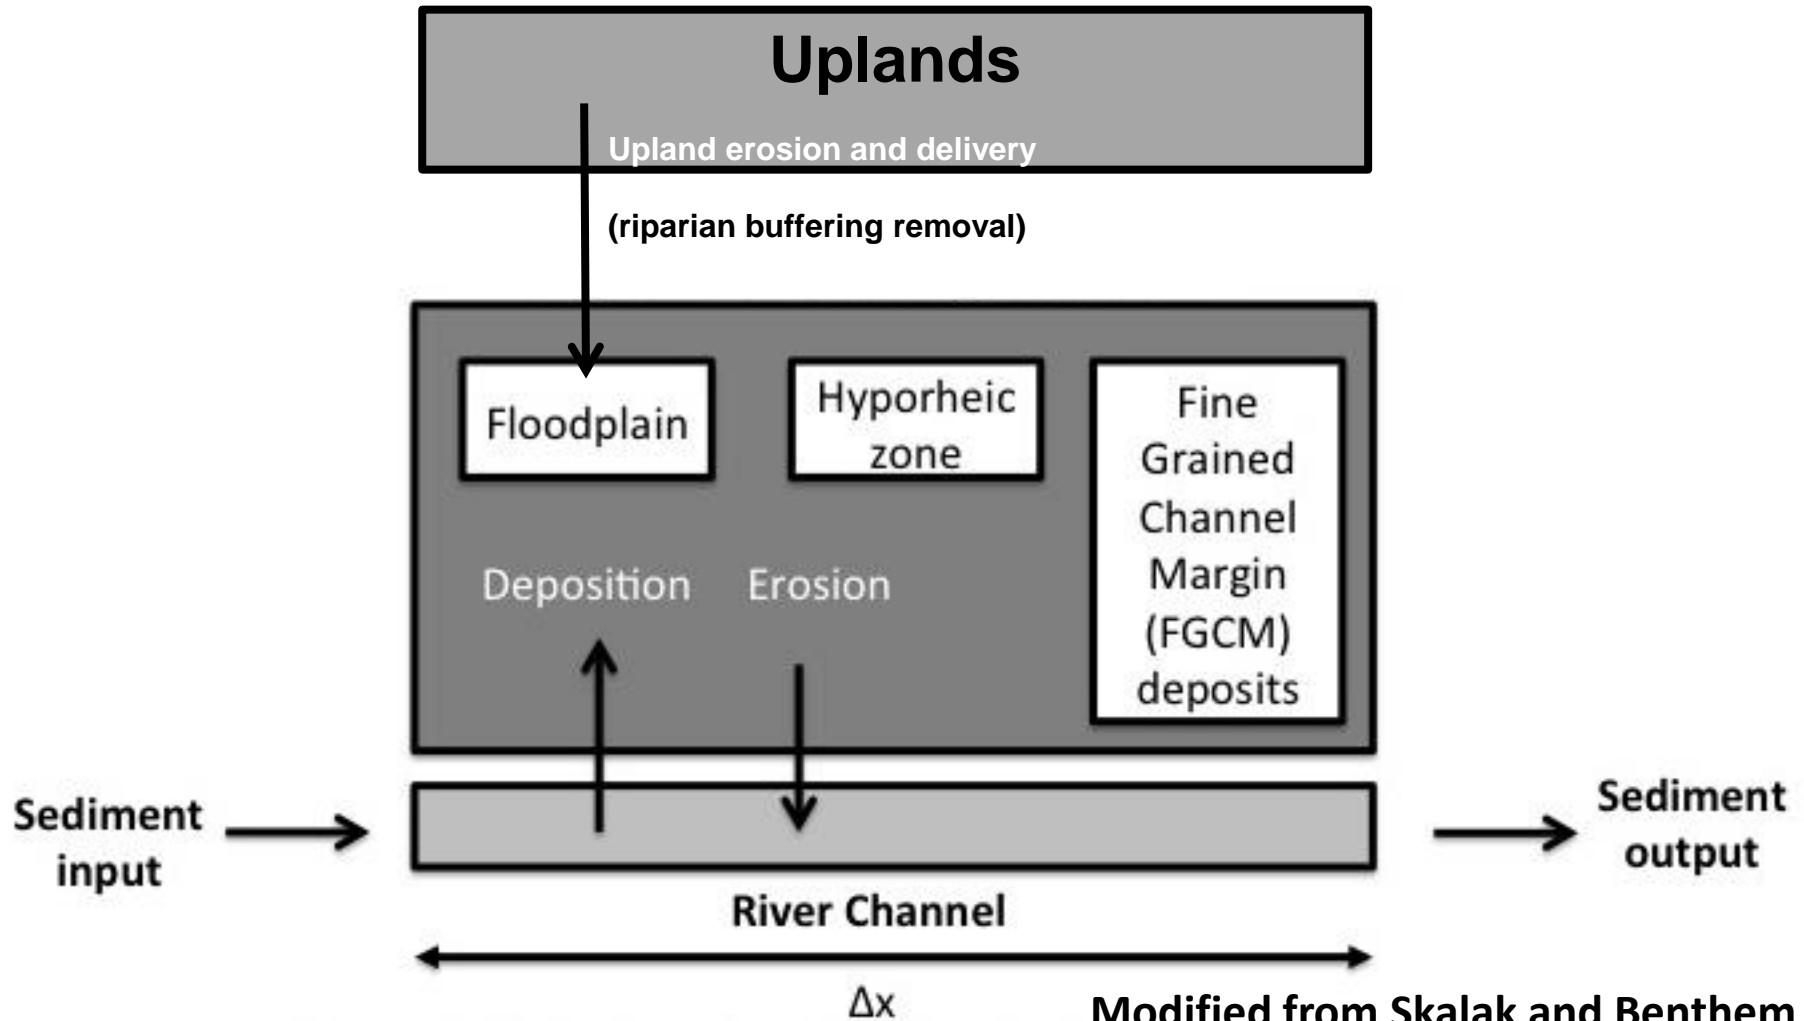 Uplands
Upland erosion and delivery
(riparian buffering removal)
Floodplain
Hyporheic
zone
Fine
Grained
Channel
Margin
(FGCM)
deposits
Deposition
Erosion
Sediment
input
Sediment
output
River Channel
Δx
Modified from Skalak and Benthem